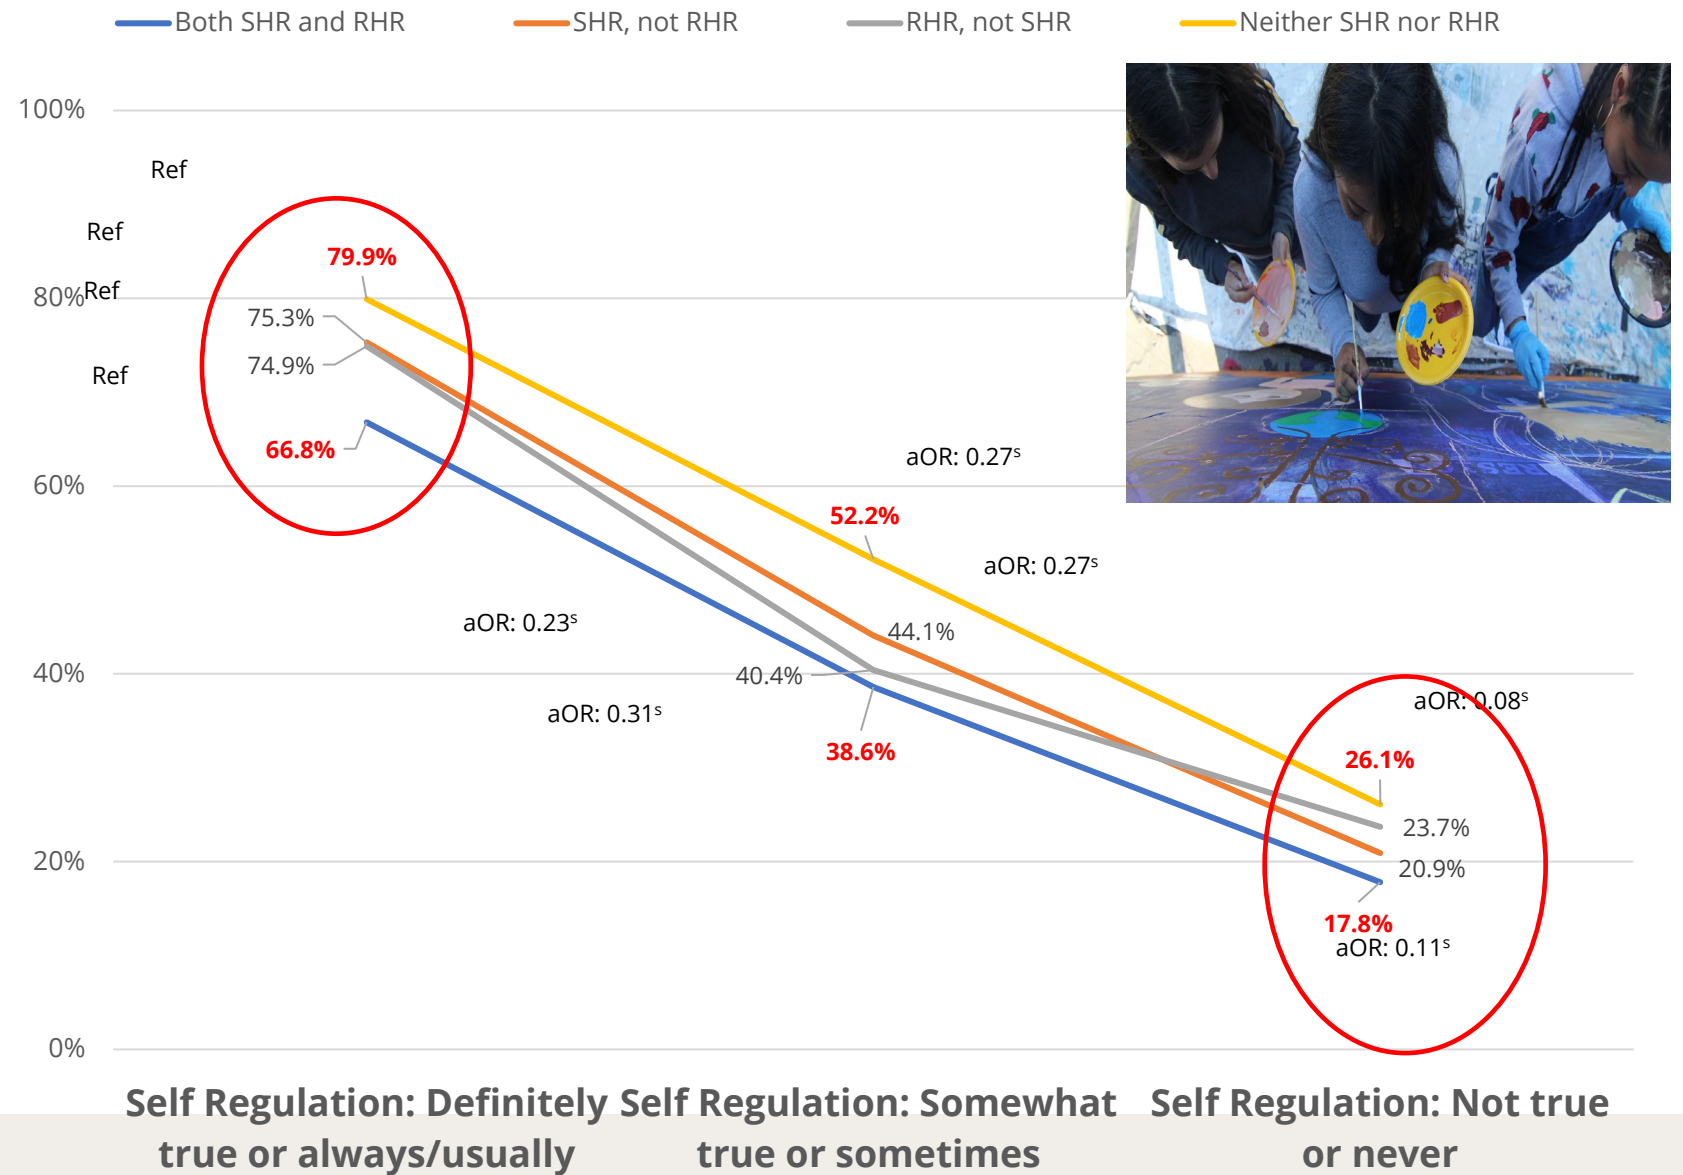 Both SHR and RHR
SHR, not RHR
RHR, not SHR
Neither SHR nor RHR
100%
Ref
Ref
79.9%
80%
Ref
75.3%
74.9%
Ref
66.8%
aOR: 0.27ˢ
60%
52.2%
aOR: 0.27ˢ
aOR: 0.23ˢ
44.1%
40%
40.4%
aOR: 0.31ˢ
aOR: 0.08ˢ
38.6%
26.1%
23.7%
20%
20.9%
17.8%
aOR: 0.11ˢ
0%
Self Regulation: Definitely
true or always/usually
Self Regulation: Somewhat
true or sometimes
Self Regulation: Not true
or never